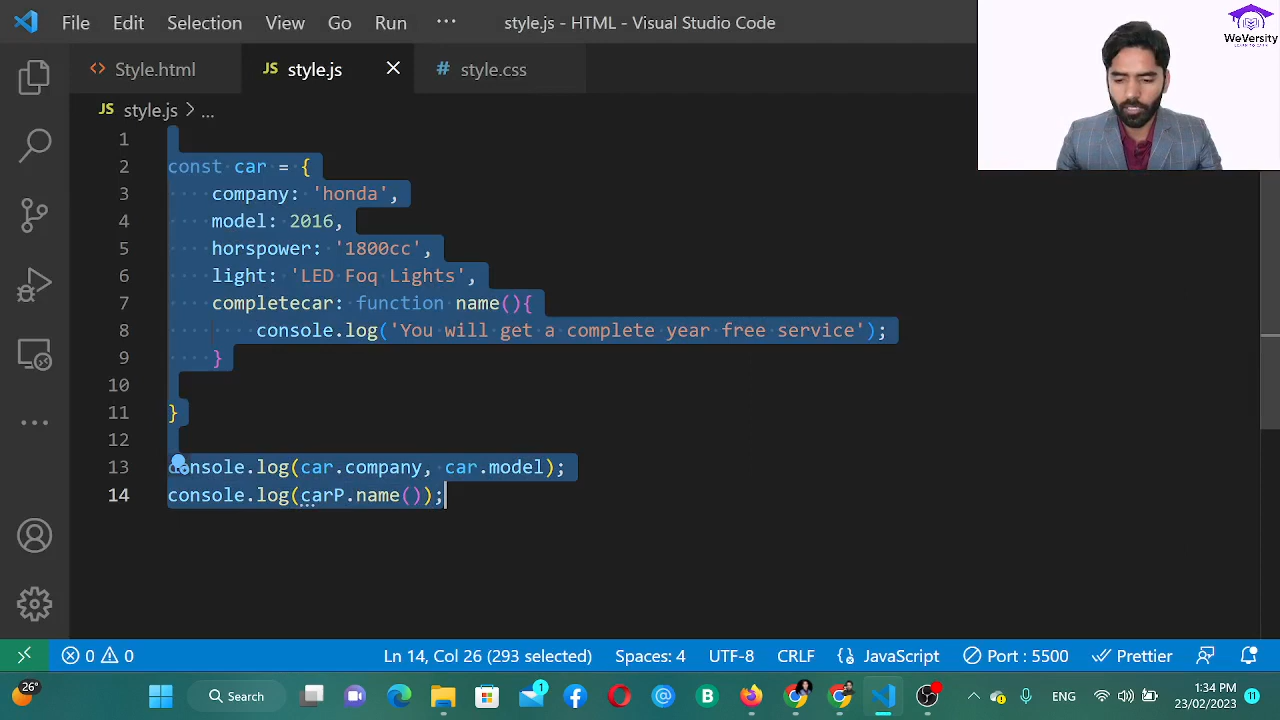 File Edit Selection View Go Run ··· style.js - HTML - Visual Studio Code
WeVersity
<> Style.html JS style.js # style.css
JS style.js > ...
1
2 const car = {
3 company: 'honda',
4 model: 2016,
5 horspower: '1800cc',
6 light: 'LED Foq Lights',
7 completecar: function name(){
8 console.log('You will get a complete year free service');
9 }
10
11 }
12
13 console.log(car.company, car.model);
14 console.log(carP.name());
0 0 Ln 14, Col 26 (293 selected) Spaces: 4 UTF-8 CRLF {} JavaScript Port : 5500 Prettier
26° Search 1 B ENG 1:34 PM 11
23/02/2023